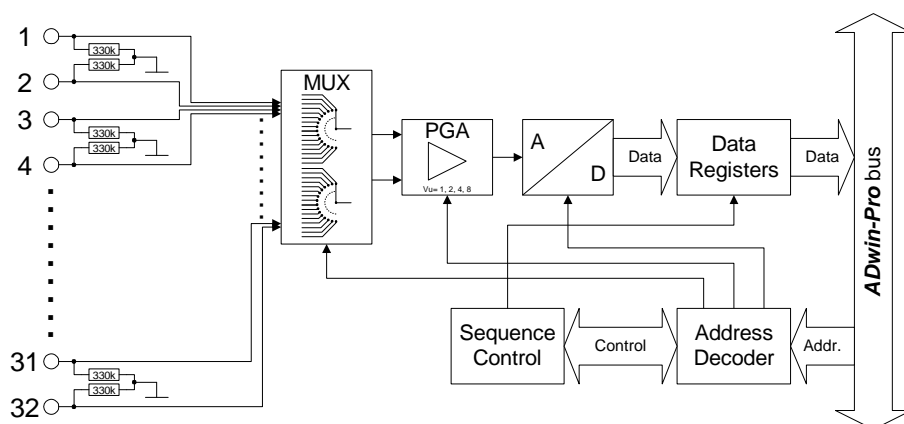 1
330k
330k
2
3
330k
330k
4
31
330k
330k
32
MUX
PGA
Vu= 1, 2, 4, 8
A
D
Data
Data
Registers
Data
Sequence
Control
Control
Address
Decoder
Addr.
ADwin-Pro bus